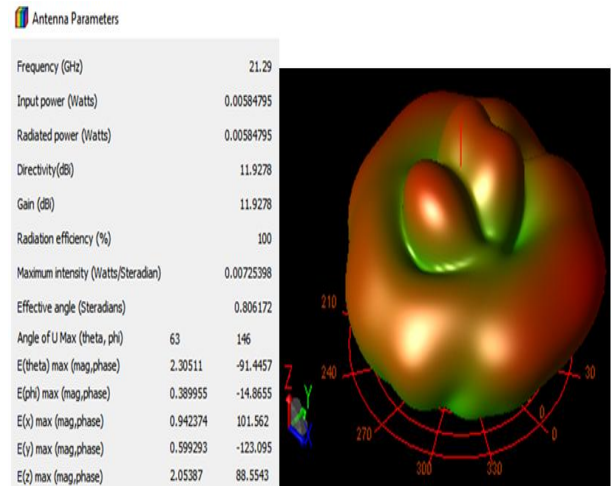 Antenna Parameters
Frequency (GHz) 21.29
Input power (Watts) 0.00584795
Radiated power (Watts) 0.00584795
Directivity(dBi) 11.9278
Gain (dBi) 11.9278
Radiation efficiency (%) 100
Maximum intensity (Watts/Steradian) 0.00725398
Effective angle (Steradians) 0.806172
Angle of U Max (theta, phi) 63 146
E(theta) max (mag,phase) 2.30511 -91.4457
E(phi) max (mag,phase) 0.389955 -14.8655
E(x) max (mag,phase) 0.942374 101.562
E(y) max (mag,phase) 0.599293 -123.095
E(z) max (mag,phase) 2.05387 88.5543
210
240
270
300
330
0
0
30
Z
Y
X